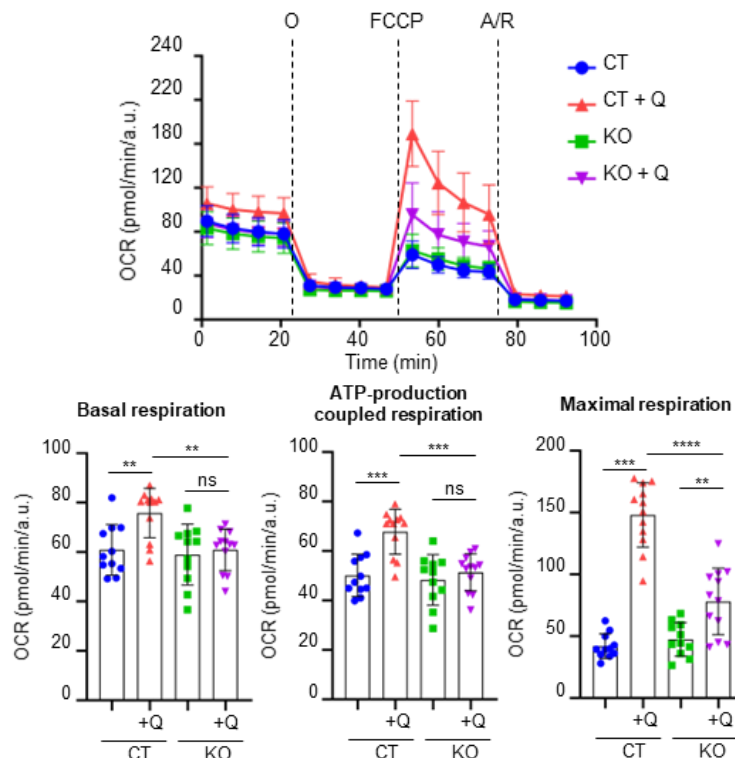 O FCCP A/R
240
200
160
120
80
40
0
OCR (pmol/min/a.u.)
0 20 40 60 80 100
Time (min)
CT
CT + Q
KO
KO + Q
Basal respiration
100
80
60
40
20
0
OCR (pmol/min/a.u.)
**
**
ns
+Q +Q
CT KO
ATP-production
coupled respiration
100
80
60
40
20
0
OCR (pmol/min/a.u.)
***
***
ns
+Q +Q
CT KO
Maximal respiration
200
150
100
50
0
OCR (pmol/min/a.u.)
****
***
**
+Q +Q
CT KO